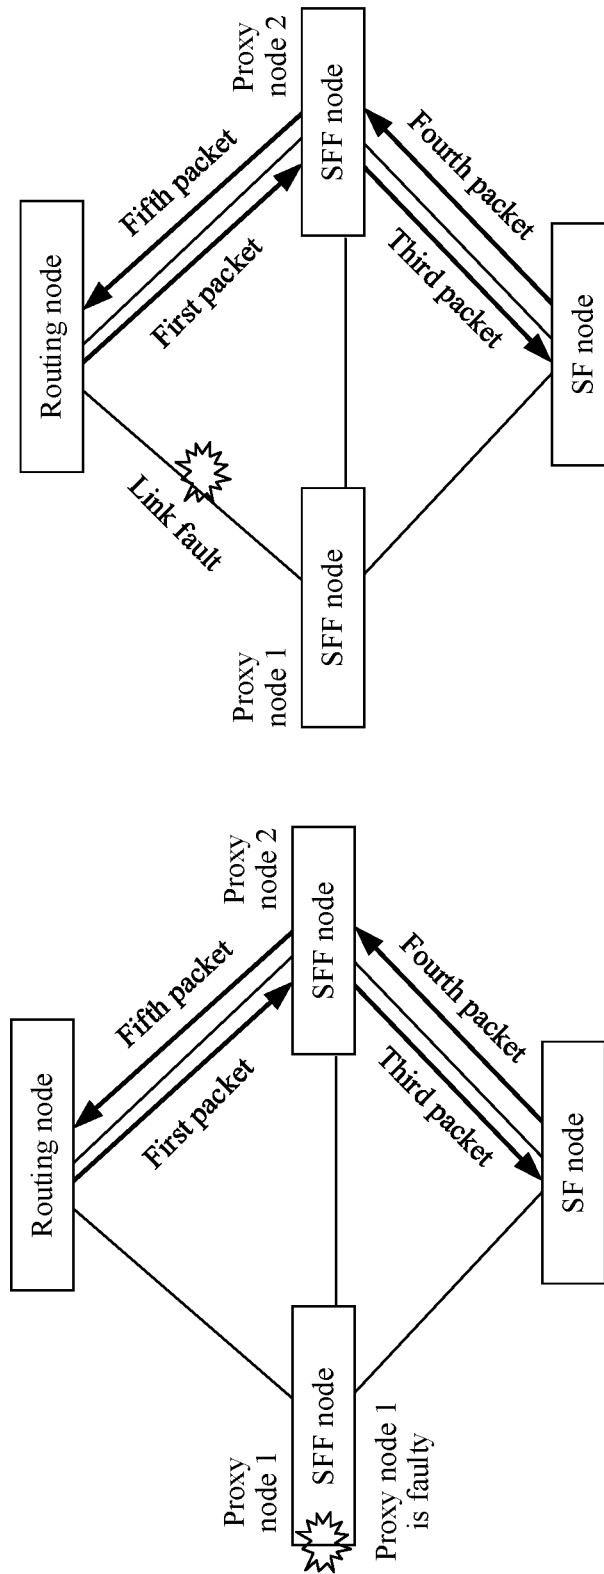 Routing node
Fifth packet
First packet
Proxy
node 1
Proxy
node 2
SFF node
SFF node
Proxy node 1
is faulty
Third packet
Fourth packet
SF node
Routing node
Link fault
Fifth packet
First packet
Proxy
node 1
Proxy
node 2
SFF node
SFF node
Third packet
Fourth packet
SF node